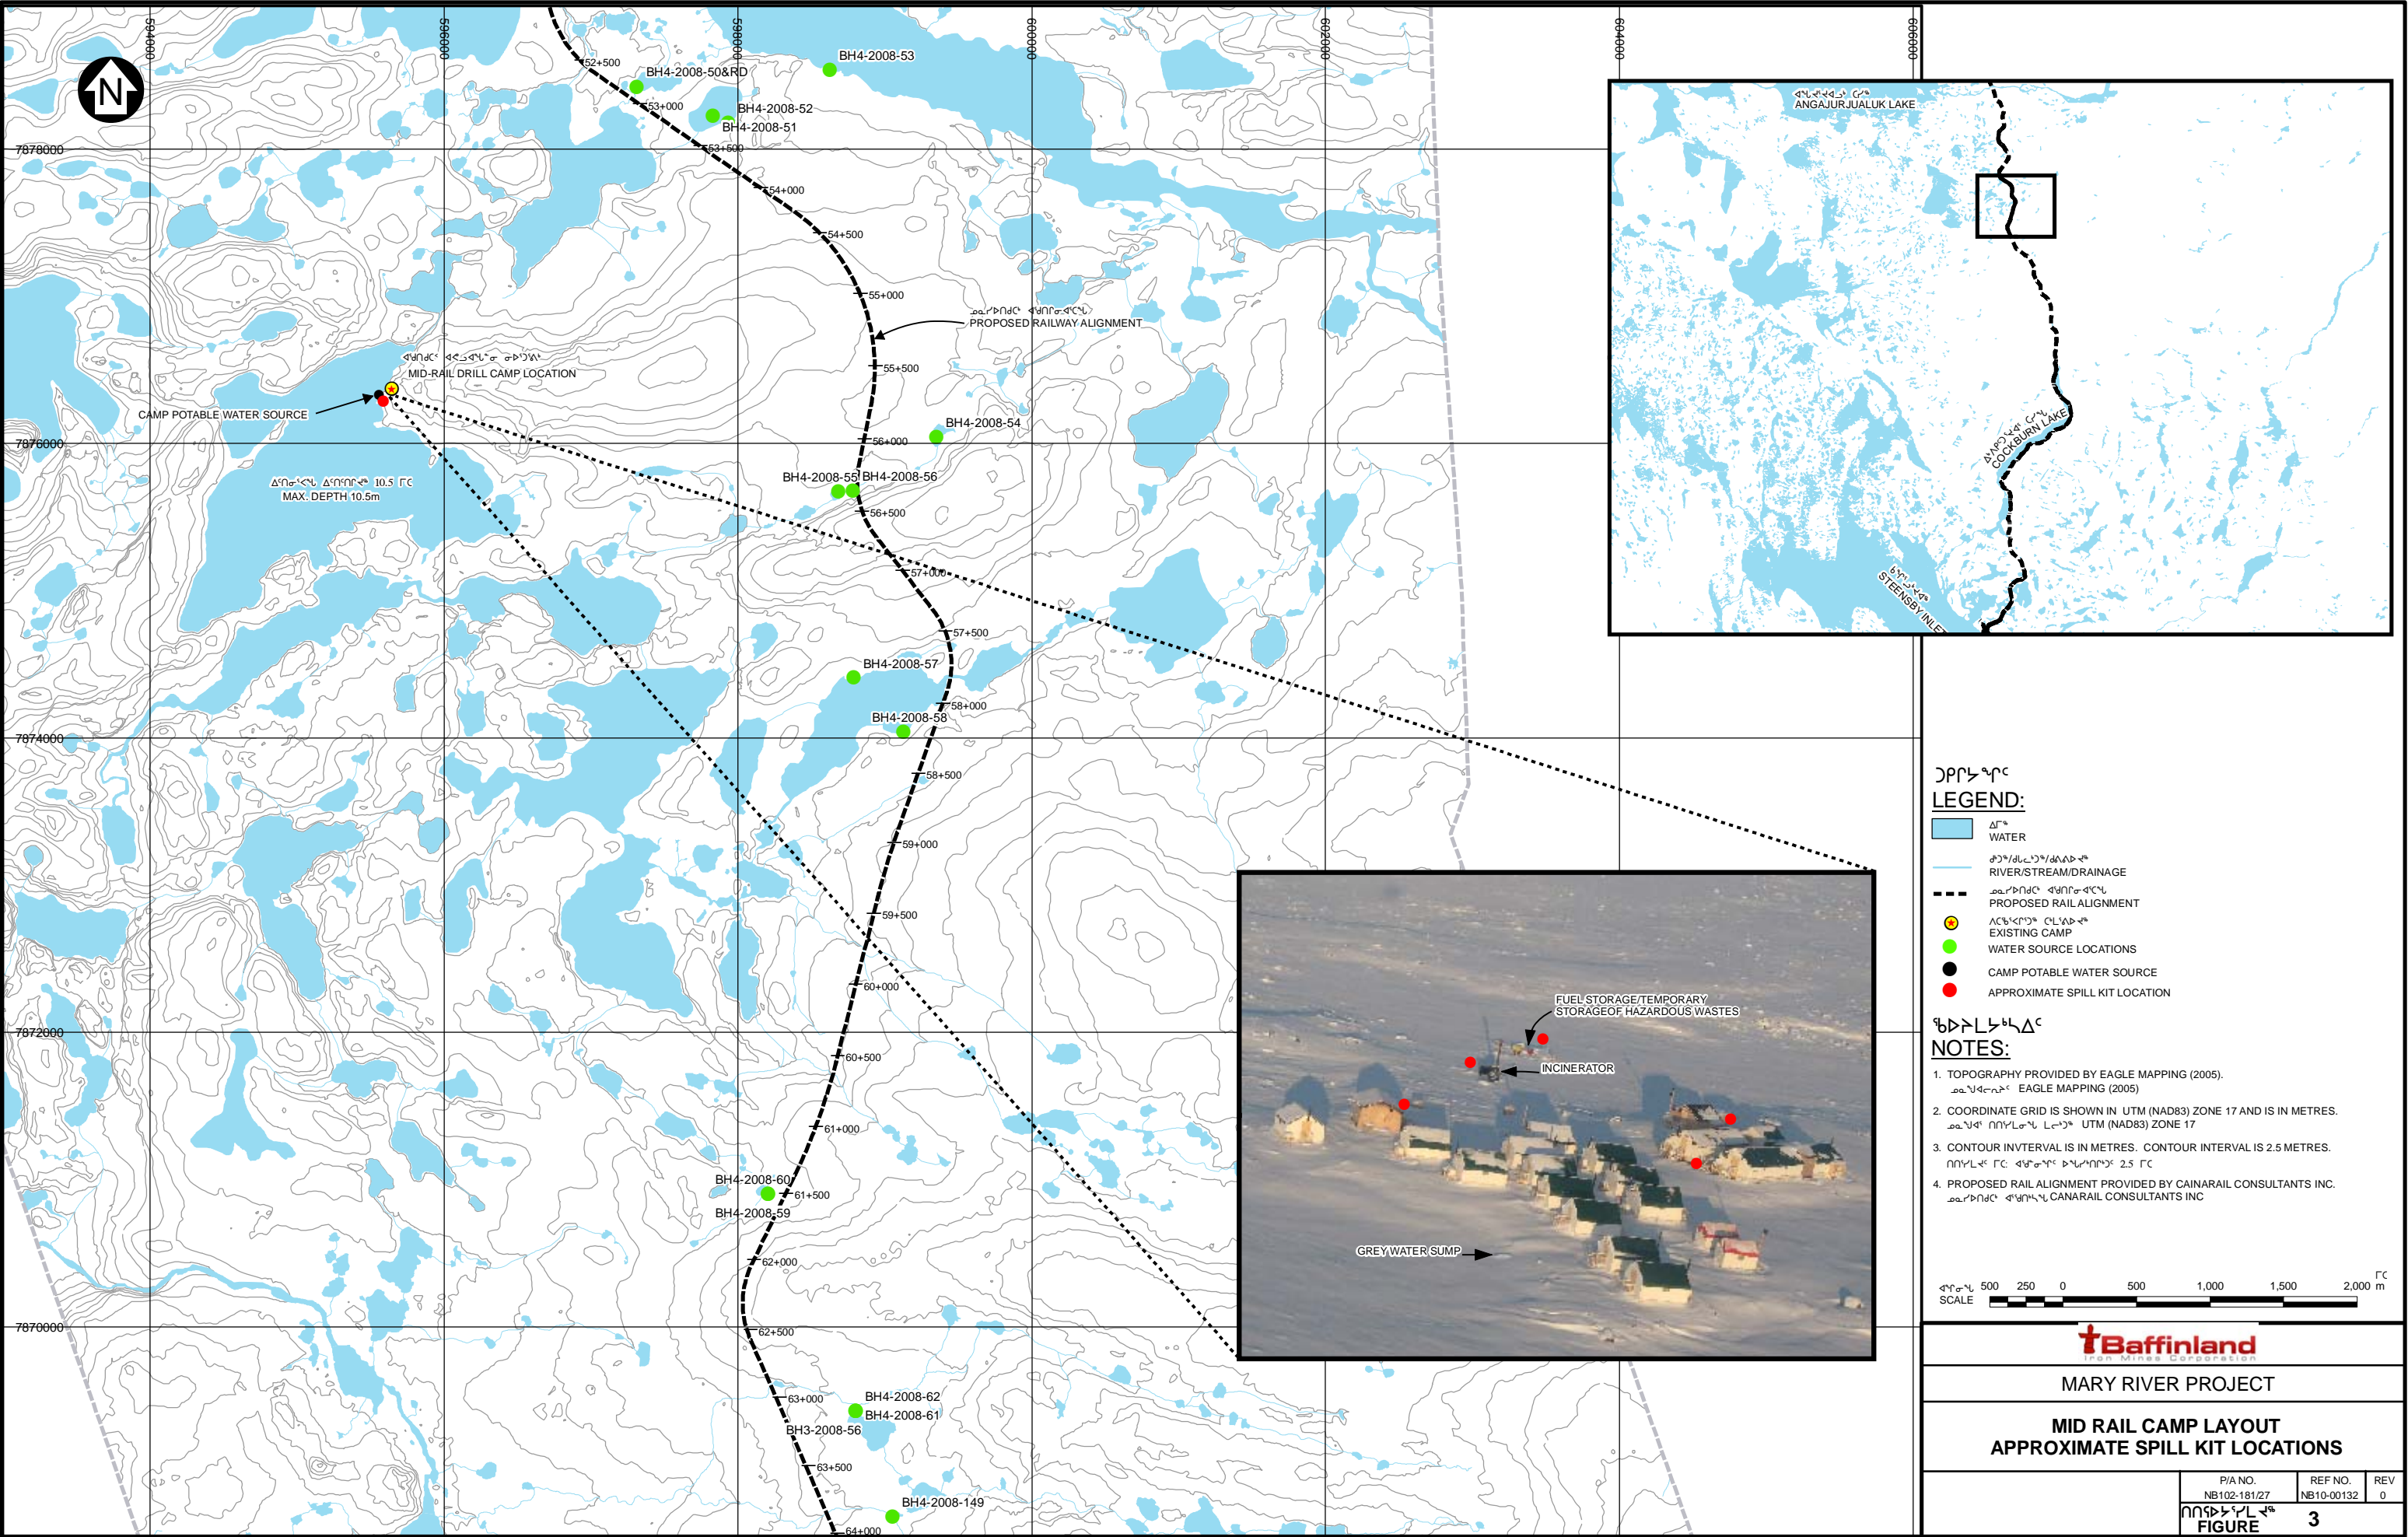 594000
596000
598000
600000
602000
604000
606000
7878000
7876000
7874000
7872000
7870000
N
52+500
BH4-2008-50&RD
BH4-2008-53
53+000
BH4-2008-52
BH4-2008-51
53+500
54+000
54+500
55+000
PROPOSED RAILWAY ALIGNMENT
55+500
MID-RAIL DRILL CAMP LOCATION
CAMP POTABLE WATER SOURCE
MAX. DEPTH 10.5m
BH4-2008-54
56+000
BH4-2008-55
BH4-2008-56
56+500
57+000
57+500
BH4-2008-57
58+000
BH4-2008-58
58+500
59+000
59+500
60+000
60+500
61+000
BH4-2008-60
61+500
BH4-2008-59
62+000
62+500
63+000
BH4-2008-62
BH4-2008-61
BH3-2008-56
63+500
BH4-2008-149
64+000
ANGAJURJUALUK LAKE
COCKBURN LAKE
STEENSBY INLET
FUEL STORAGE/TEMPORARY
STORAGEOF HAZARDOUS WASTES
INCINERATOR
GREY WATER SUMP
LEGEND:
ᐃᒥᖅ
WATER
RIVER/STREAM/DRAINAGE
PROPOSED RAIL ALIGNMENT
EXISTING CAMP
WATER SOURCE LOCATIONS
CAMP POTABLE WATER SOURCE
APPROXIMATE SPILL KIT LOCATION
NOTES:
1. TOPOGRAPHY PROVIDED BY EAGLE MAPPING (2005).
EAGLE MAPPING (2005)
2. COORDINATE GRID IS SHOWN IN UTM (NAD83) ZONE 17 AND IS IN METRES.
UTM (NAD83) ZONE 17
3. CONTOUR INVTERVAL IS IN METRES. CONTOUR INTERVAL IS 2.5 METRES.
2.5 ᒥᑕ
4. PROPOSED RAIL ALIGNMENT PROVIDED BY CAINARAIL CONSULTANTS INC.
CANARAIL CONSULTANTS INC
SCALE
500 250 0 500 1,000 1,500 2,000 m
Baffinland
Iron Mines Corporation
MARY RIVER PROJECT
MID RAIL CAMP LAYOUT
APPROXIMATE SPILL KIT LOCATIONS
P/A NO.
NB102-181/27
REF NO.
NB10-00132
REV
0
FIGURE 3